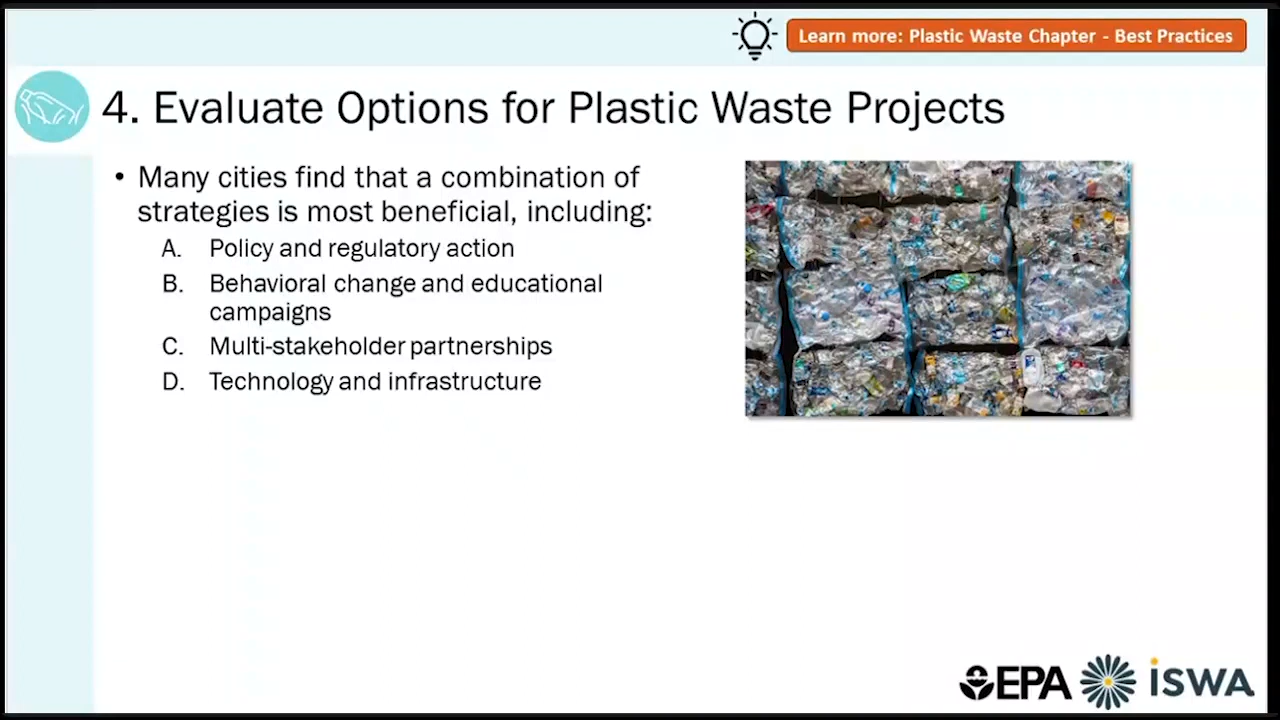 Learn more: Plastic Waste Chapter - Best Practices
4. Evaluate Options for Plastic Waste Projects
• Many cities find that a combination of
strategies is most beneficial, including:
A. Policy and regulatory action
B. Behavioral change and educational
campaigns
C. Multi-stakeholder partnerships
D. Technology and infrastructure
EPA iSWA